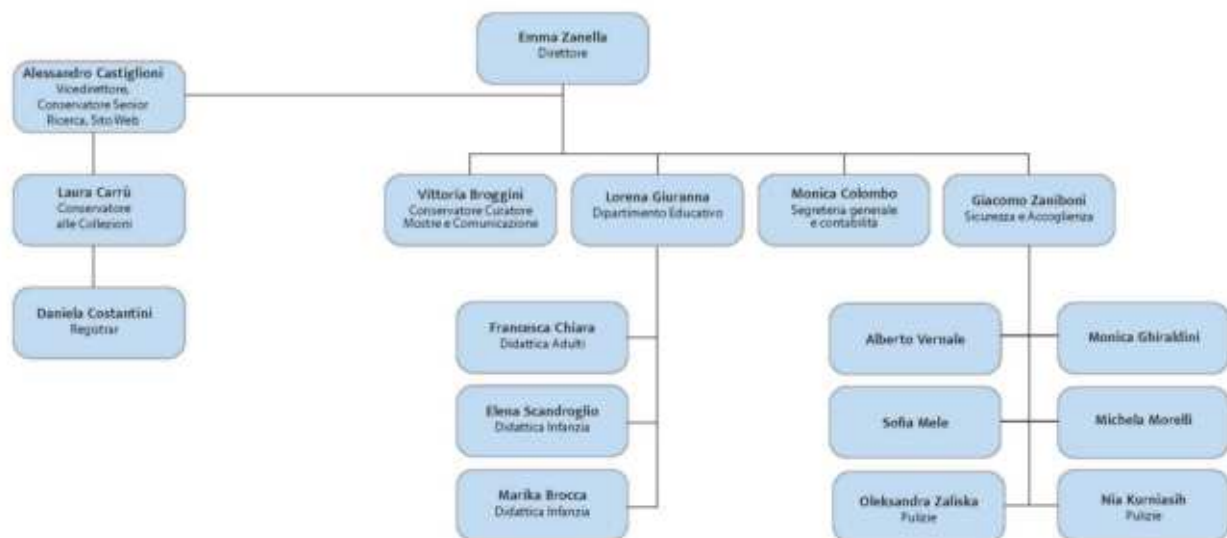 Emma Zanella
Direttore
Alessandro Castiglioni
Vicedirettore,
Conservatore Senior
Ricerca, Sito Web
Laura Carrù
Conservatore
alle Collezioni
Daniela Costantini
Registrar
Vittoria Broggini
Conservatore Curatore
Mostre e Comunicazione
Lorena Giuranna
Dipartimento Educativo
Monica Colombo
Segreteria generale
e contabilità
Giacomo Zaniboni
Sicurezza e Accoglienza
Francesca Chiara
Didattica Adulti
Elena Scandroglio
Didattica Infanzia
Marika Brocca
Didattica Infanzia
Alberto Vernale
Monica Ghiraldini
Sofia Mele
Michela Morelli
Oleksandra Zaliska
Pulizie
Nia Kurniasih
Pulizie